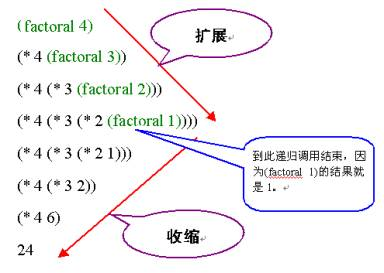 (factoral 4)
扩展
(* 4 (factoral 3))
(* 4 (* 3 (factoral 2)))
(* 4 (* 3 (* 2 (factoral 1))))
(* 4 (* 3 (* 2 1)))
到此递归调用结束，因
为(factoral 1)的结果就
是 1。
(* 4 (* 3 2))
(* 4 6)
收缩
24